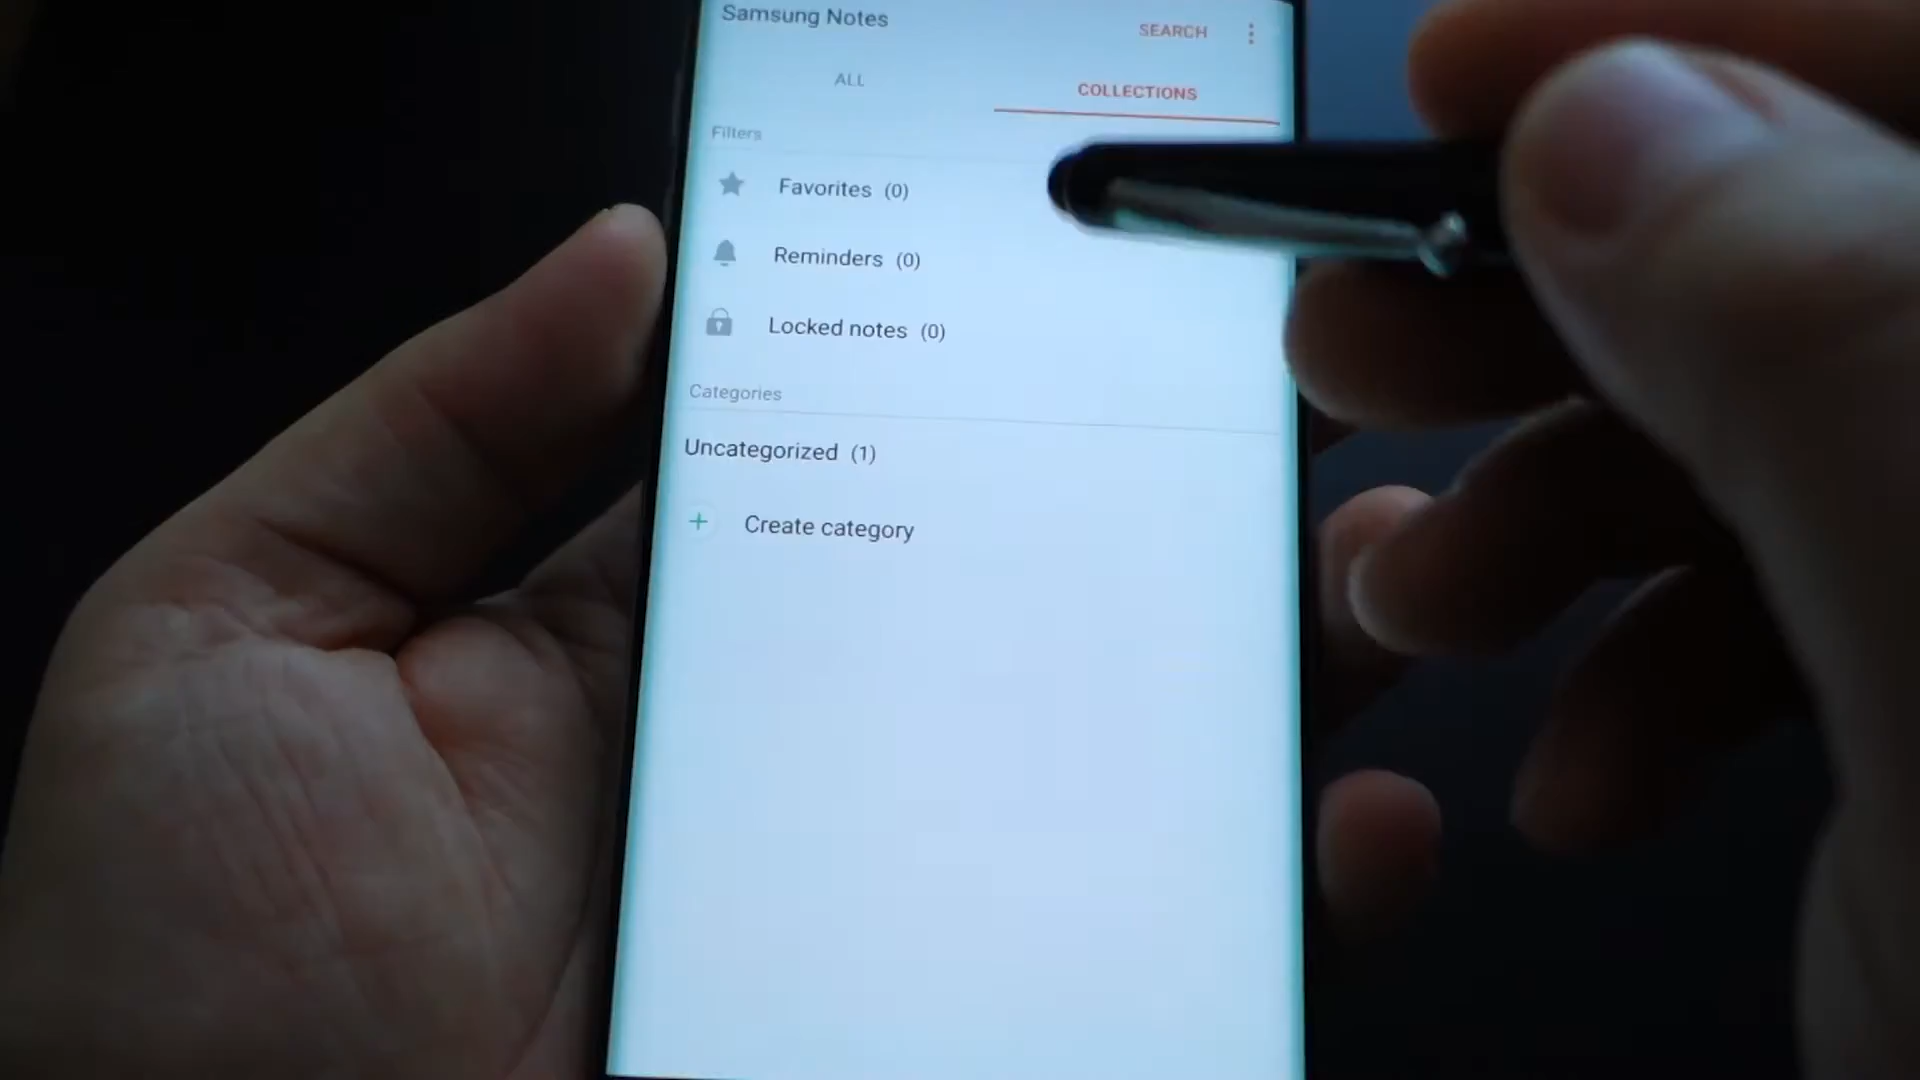 Samsung Notes
SEARCH
ALL
COLLECTIONS
Filters
Favorites (0)
Reminders (0)
Locked notes (0)
Categories
Uncategorized (1)
Create category